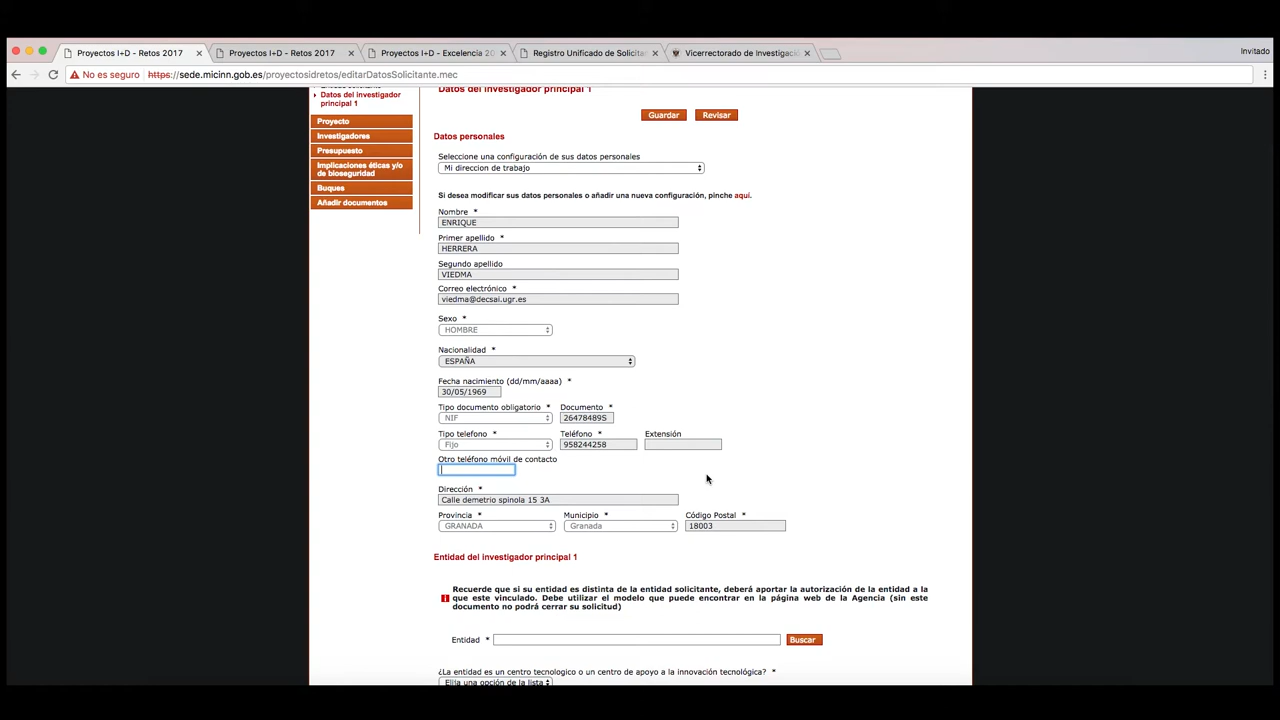 Proyectos I+D - Retos 2017
Proyectos I+D - Retos 2017
Proyectos I+D - Excelencia 20
Registro Unificado de Solicitan
Vicerrectorado de Investigació
Invitado
No es seguro
https://sede.micinn.gob.es/proyectosidretos/editarDatosSolicitante.mec
Datos del investigador
principal 1
Proyecto
Investigadores
Presupuesto
Implicaciones éticas y/o
de bioseguridad
Buques
Añadir documentos
Datos del investigador principal 1
Guardar
Revisar
Datos personales
Seleccione una configuración de sus datos personales
Mi direccion de trabajo
Si desea modificar sus datos personales o añadir una nueva configuración, pinche aquí.
Nombre *
ENRIQUE
Primer apellido *
HERRERA
Segundo apellido
VIEDMA
Correo electrónico *
viedma@decsai.ugr.es
Sexo *
HOMBRE
Nacionalidad *
ESPAÑA
Fecha nacimiento (dd/mm/aaaa) *
30/05/1969
Tipo documento obligatorio * Documento *
NIF 26478489S
Tipo telefono * Teléfono * Extensión
Fijo 958244258
Otro teléfono móvil de contacto
Dirección *
Calle demetrio spinola 15 3A
Provincia * Municipio * Código Postal *
GRANADA Granada 18003
Entidad del investigador principal 1
Recuerde que si su entidad es distinta de la entidad solicitante, deberá aportar la autorización de la entidad a la
que este vinculado. Debe utilizar el modelo que puede encontrar en la página web de la Agencia (sin este
documento no podrá cerrar su solicitud)
Entidad *
Buscar
¿La entidad es un centro tecnologico o un centro de apoyo a la innovación tecnológica? *
Elija una opción de la lista